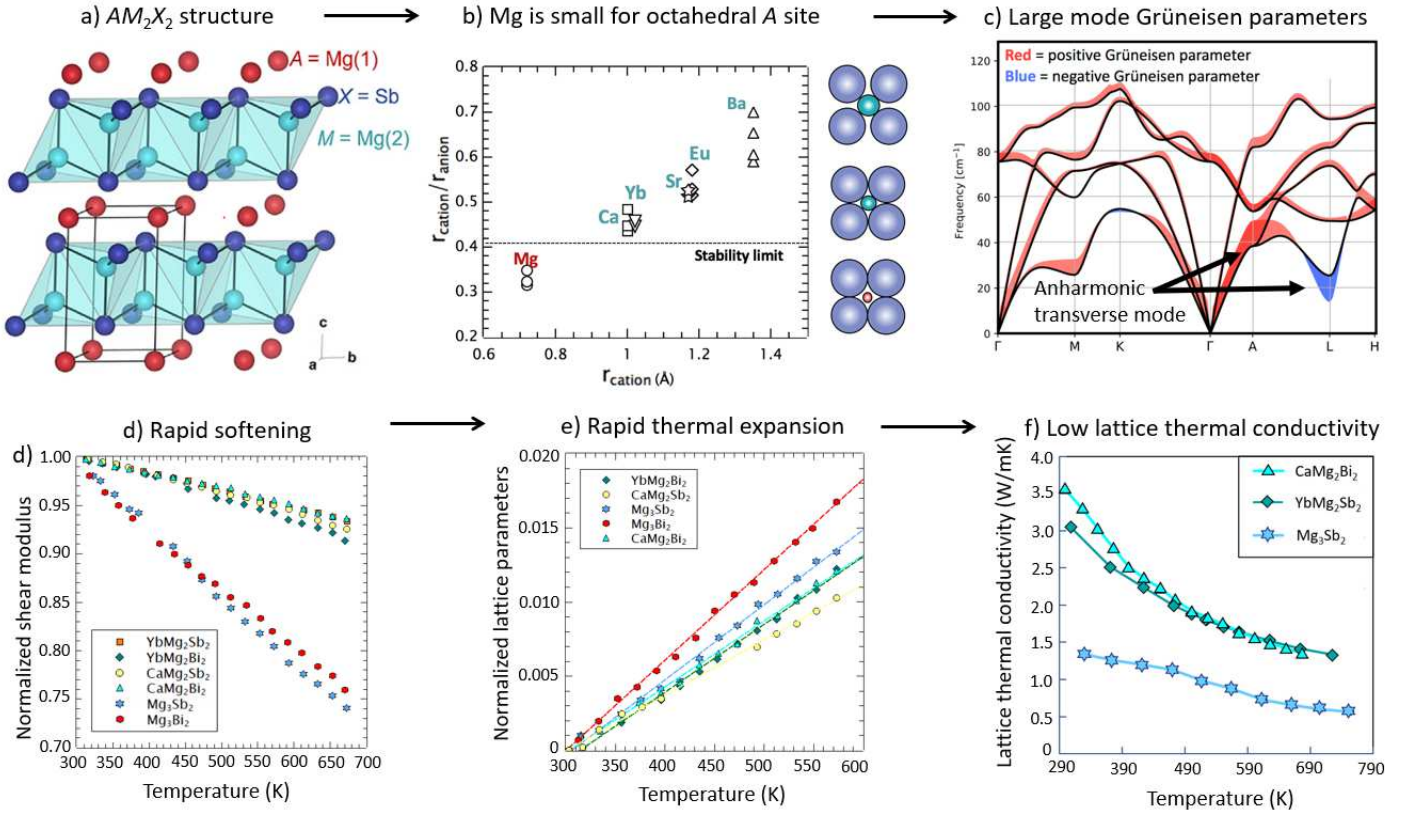 a) AM₂X₂ structure
A = Mg(1)
X = Sb
M = Mg(2)
c
a
b
b) Mg is small for octahedral A site
r_cation/r_anion
0.8
0.7
0.6
0.5
0.4
0.3
0.2
Ba
Eu
Sr
Yb
Ca
Mg
Stability limit
0.6
0.8
1
1.2
1.4
r_cation (Å)
c) Large mode Grüneisen parameters
Red = positive Grüneisen parameter
Blue = negative Grüneisen parameter
Frequency [cm⁻¹]
120
100
80
60
40
20
0
Anharmonic
transverse mode
Γ
M
K
Γ
A
L
H
d) Rapid softening
d)
Normalized shear modulus
1.00
0.95
0.90
0.85
0.80
0.75
0.70
YbMg₂Sb₂
YbMg₂Bi₂
CaMg₂Sb₂
CaMg₂Bi₂
Mg₃Sb₂
Mg₃Bi₂
300
350
400
450
500
550
600
650
700
Temperature (K)
e) Rapid thermal expansion
Normalized lattice parameters
0.020
0.015
0.010
0.005
0
YbMg₂Bi₂
CaMg₂Sb₂
Mg₃Sb₂
Mg₃Bi₂
CaMg₂Bi₂
300
350
400
450
500
550
600
Temperature (K)
f) Low lattice thermal conductivity
Lattice thermal conductivity (W/mK)
4.0
3.5
3.0
2.5
2.0
1.5
1.0
0.5
0
CaMg₂Bi₂
YbMg₂Sb₂
Mg₃Sb₂
290
390
490
590
690
790
Temperature (K)